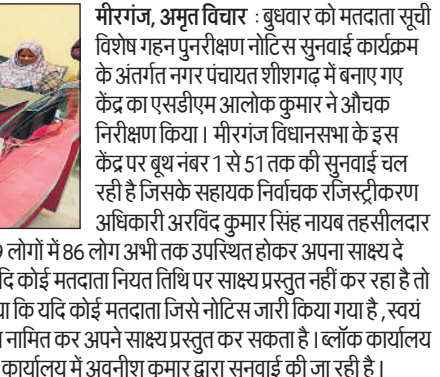 मीरगंज, अमृत विचार : बुधवार को मतदाता सूची
विशेष गहन पुनरीक्षण नोटिस सुनवाई कार्यक्रम
के अंतर्गत नगर पंचायत शीशगढ़ में बनाए गए
केंद्र का एसडीएम आलोक कुमार ने औचक
निरीक्षण किया। मीरगंज विधानसभा के इस
केंद्र पर बूथ नंबर 1 से 51 तक की सुनवाई चल
रही है जिसके सहायक निर्वाचक रजिस्ट्रीकरण
अधिकारी अरविंद कुमार सिंह नायब तहसीलदार
लोगों में 86 लोग अभी तक उपस्थित होकर अपना साक्ष्य दे
दि कोई मतदाता नियत तिथि पर साक्ष्य प्रस्तुत नहीं कर रहा है तो
या कि यदि कोई मतदाता जिसे नोटिस जारी किया गया है , स्वयं
नामित कर अपने साक्ष्य प्रस्तुत कर सकता है। ब्लॉक कार्यालय
कार्यालय में अवनीश कुमार द्वारा सुनवाई की जा रही है।